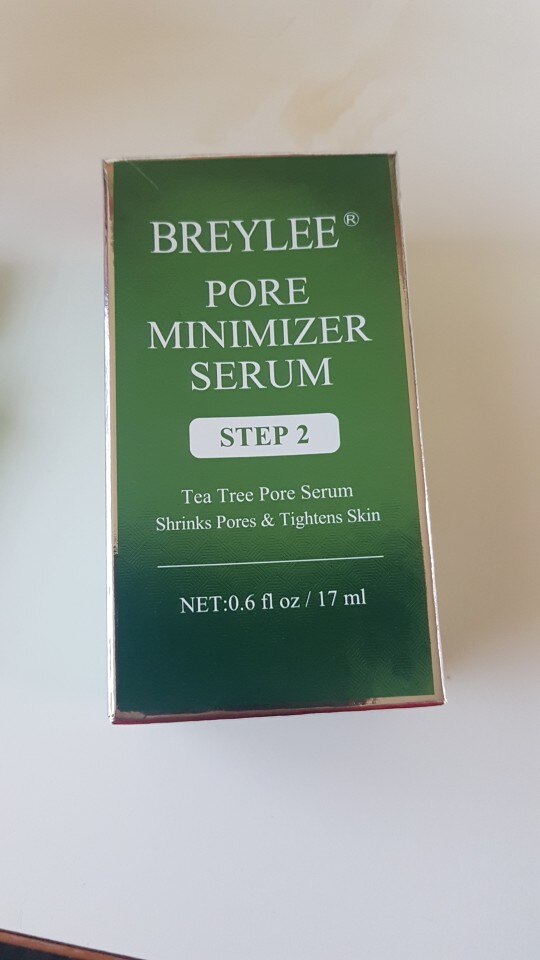 BREYLEE®
PORE
MINIMIZER
SERUM
STEP 2
Tea Tree Pore Serum
Shrinks Pores & Tightens Skin
NET:0.6 fl oz / 17 ml